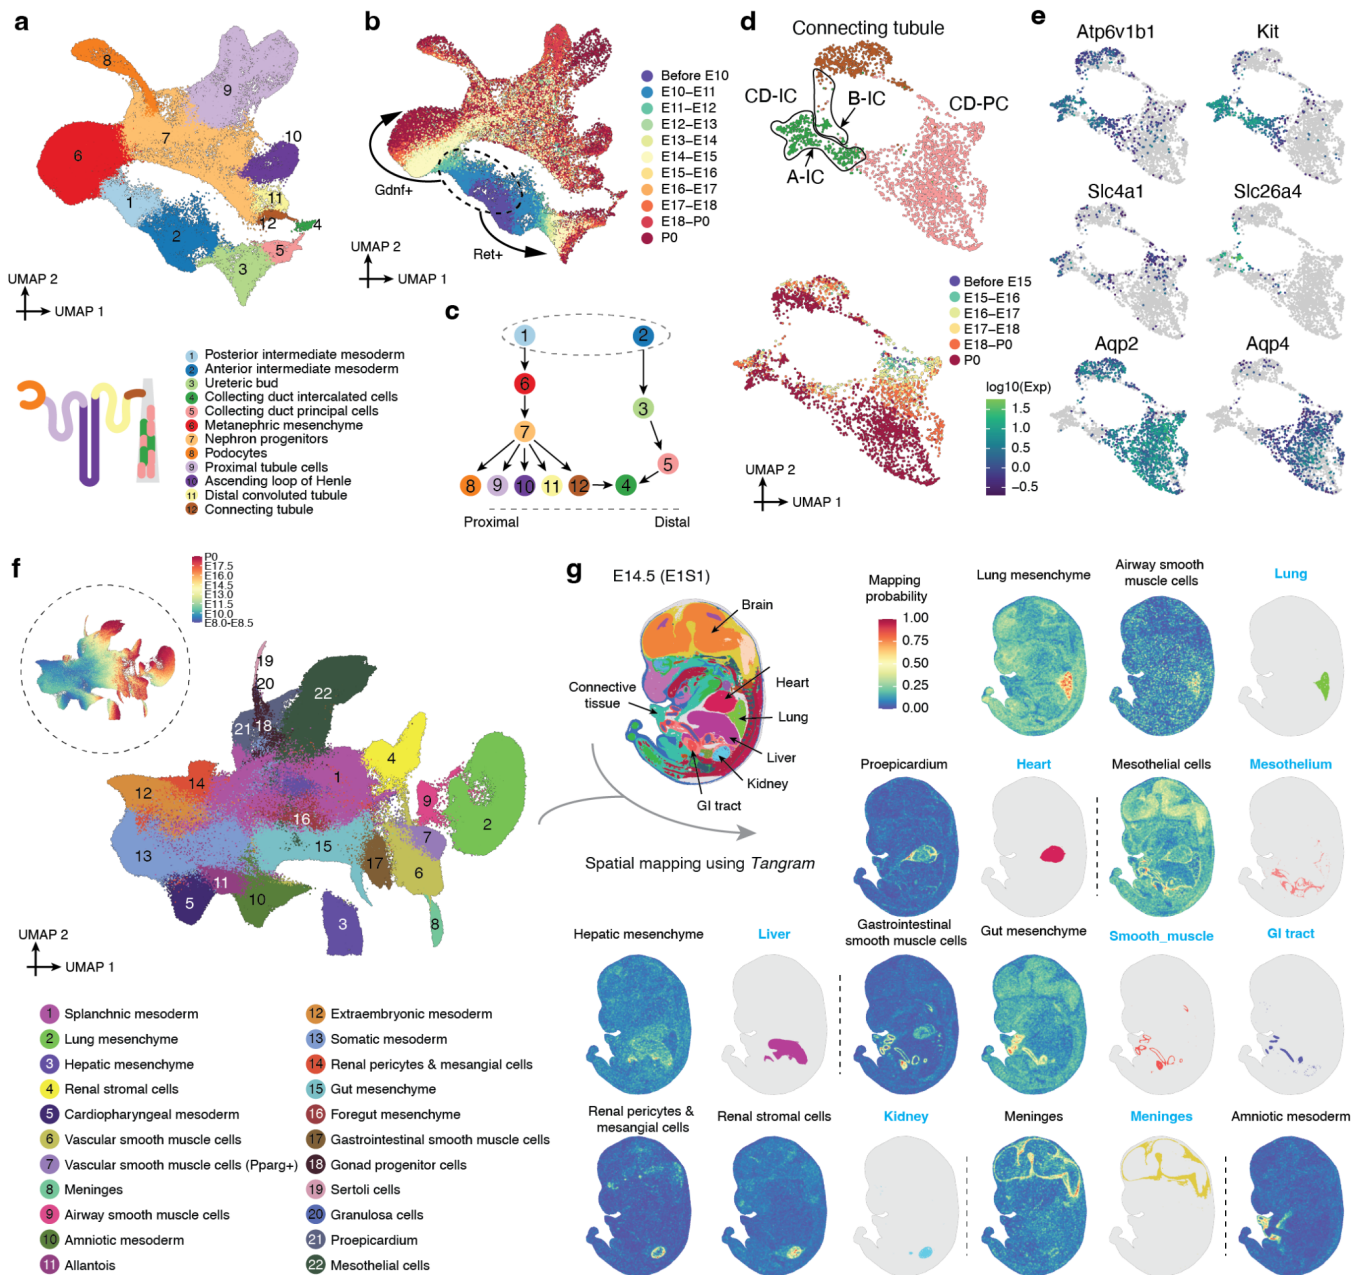 a
8
9
7
10
6
11
1
12
4
2
5
3
UMAP 2
UMAP 1
1 Posterior intermediate mesoderm
2 Anterior intermediate mesoderm
3 Ureteric bud
4 Collecting duct intercalated cells
5 Collecting duct principal cells
6 Metanephric mesenchyme
7 Nephron progenitors
8 Podocytes
9 Proximal tubule cells
10 Ascending loop of Henle
11 Distal convoluted tubule
12 Connecting tubule
b
Gdnf+
Ret+
UMAP 2
UMAP 1
Before E10
E10–E11
E11–E12
E12–E13
E13–E14
E14–E15
E15–E16
E16–E17
E17–E18
E18–P0
P0
c
1 2
6
3
7
5
8 9 10 11 12 4
Proximal Distal
d
Connecting tubule
CD-IC
B-IC
CD-PC
A-IC
Before E15
E15–E16
E16–E17
E17–E18
E18–P0
P0
UMAP 2
UMAP 1
log10(Exp)
1.5
1.0
0.5
0.0
−0.5
e
Atp6v1b1 Kit
Slc4a1 Slc26a4
Aqp2 Aqp4
f
P0
E17.5
E16.0
E14.5
E13.0
E11.5
E10.0
E8.0-E8.5
19
20
22
21 18
4
14
1
12
9
16
2
7
13
15
17
6
11
5
10
3
8
UMAP 2
UMAP 1
1 Splanchnic mesoderm
2 Lung mesenchyme
3 Hepatic mesenchyme
4 Renal stromal cells
5 Cardiopharyngeal mesoderm
6 Vascular smooth muscle cells
7 Vascular smooth muscle cells (Pparg+)
8 Meninges
9 Airway smooth muscle cells
10 Amniotic mesoderm
11 Allantois
12 Extraembryonic mesoderm
13 Somatic mesoderm
14 Renal pericytes & mesangial cells
15 Gut mesenchyme
16 Foregut mesenchyme
17 Gastrointestinal smooth muscle cells
18 Gonad progenitor cells
19 Sertoli cells
20 Granulosa cells
21 Proepicardium
22 Mesothelial cells
g
E14.5 (E1S1)
Brain
Heart
Connective
tissue
Lung
Liver
Kidney
GI tract
Spatial mapping using Tangram
Mapping
probability
1.00
0.75
0.50
0.25
0.00
Lung mesenchyme
Airway smooth
muscle cells
Lung
Proepicardium
Heart
Mesothelial cells
Mesothelium
Hepatic mesenchyme
Liver
Gastrointestinal
smooth muscle cells
Gut mesenchyme
Smooth_muscle
GI tract
Renal pericytes &
mesangial cells
Renal stromal cells
Kidney
Meninges
Meninges
Amniotic mesoderm